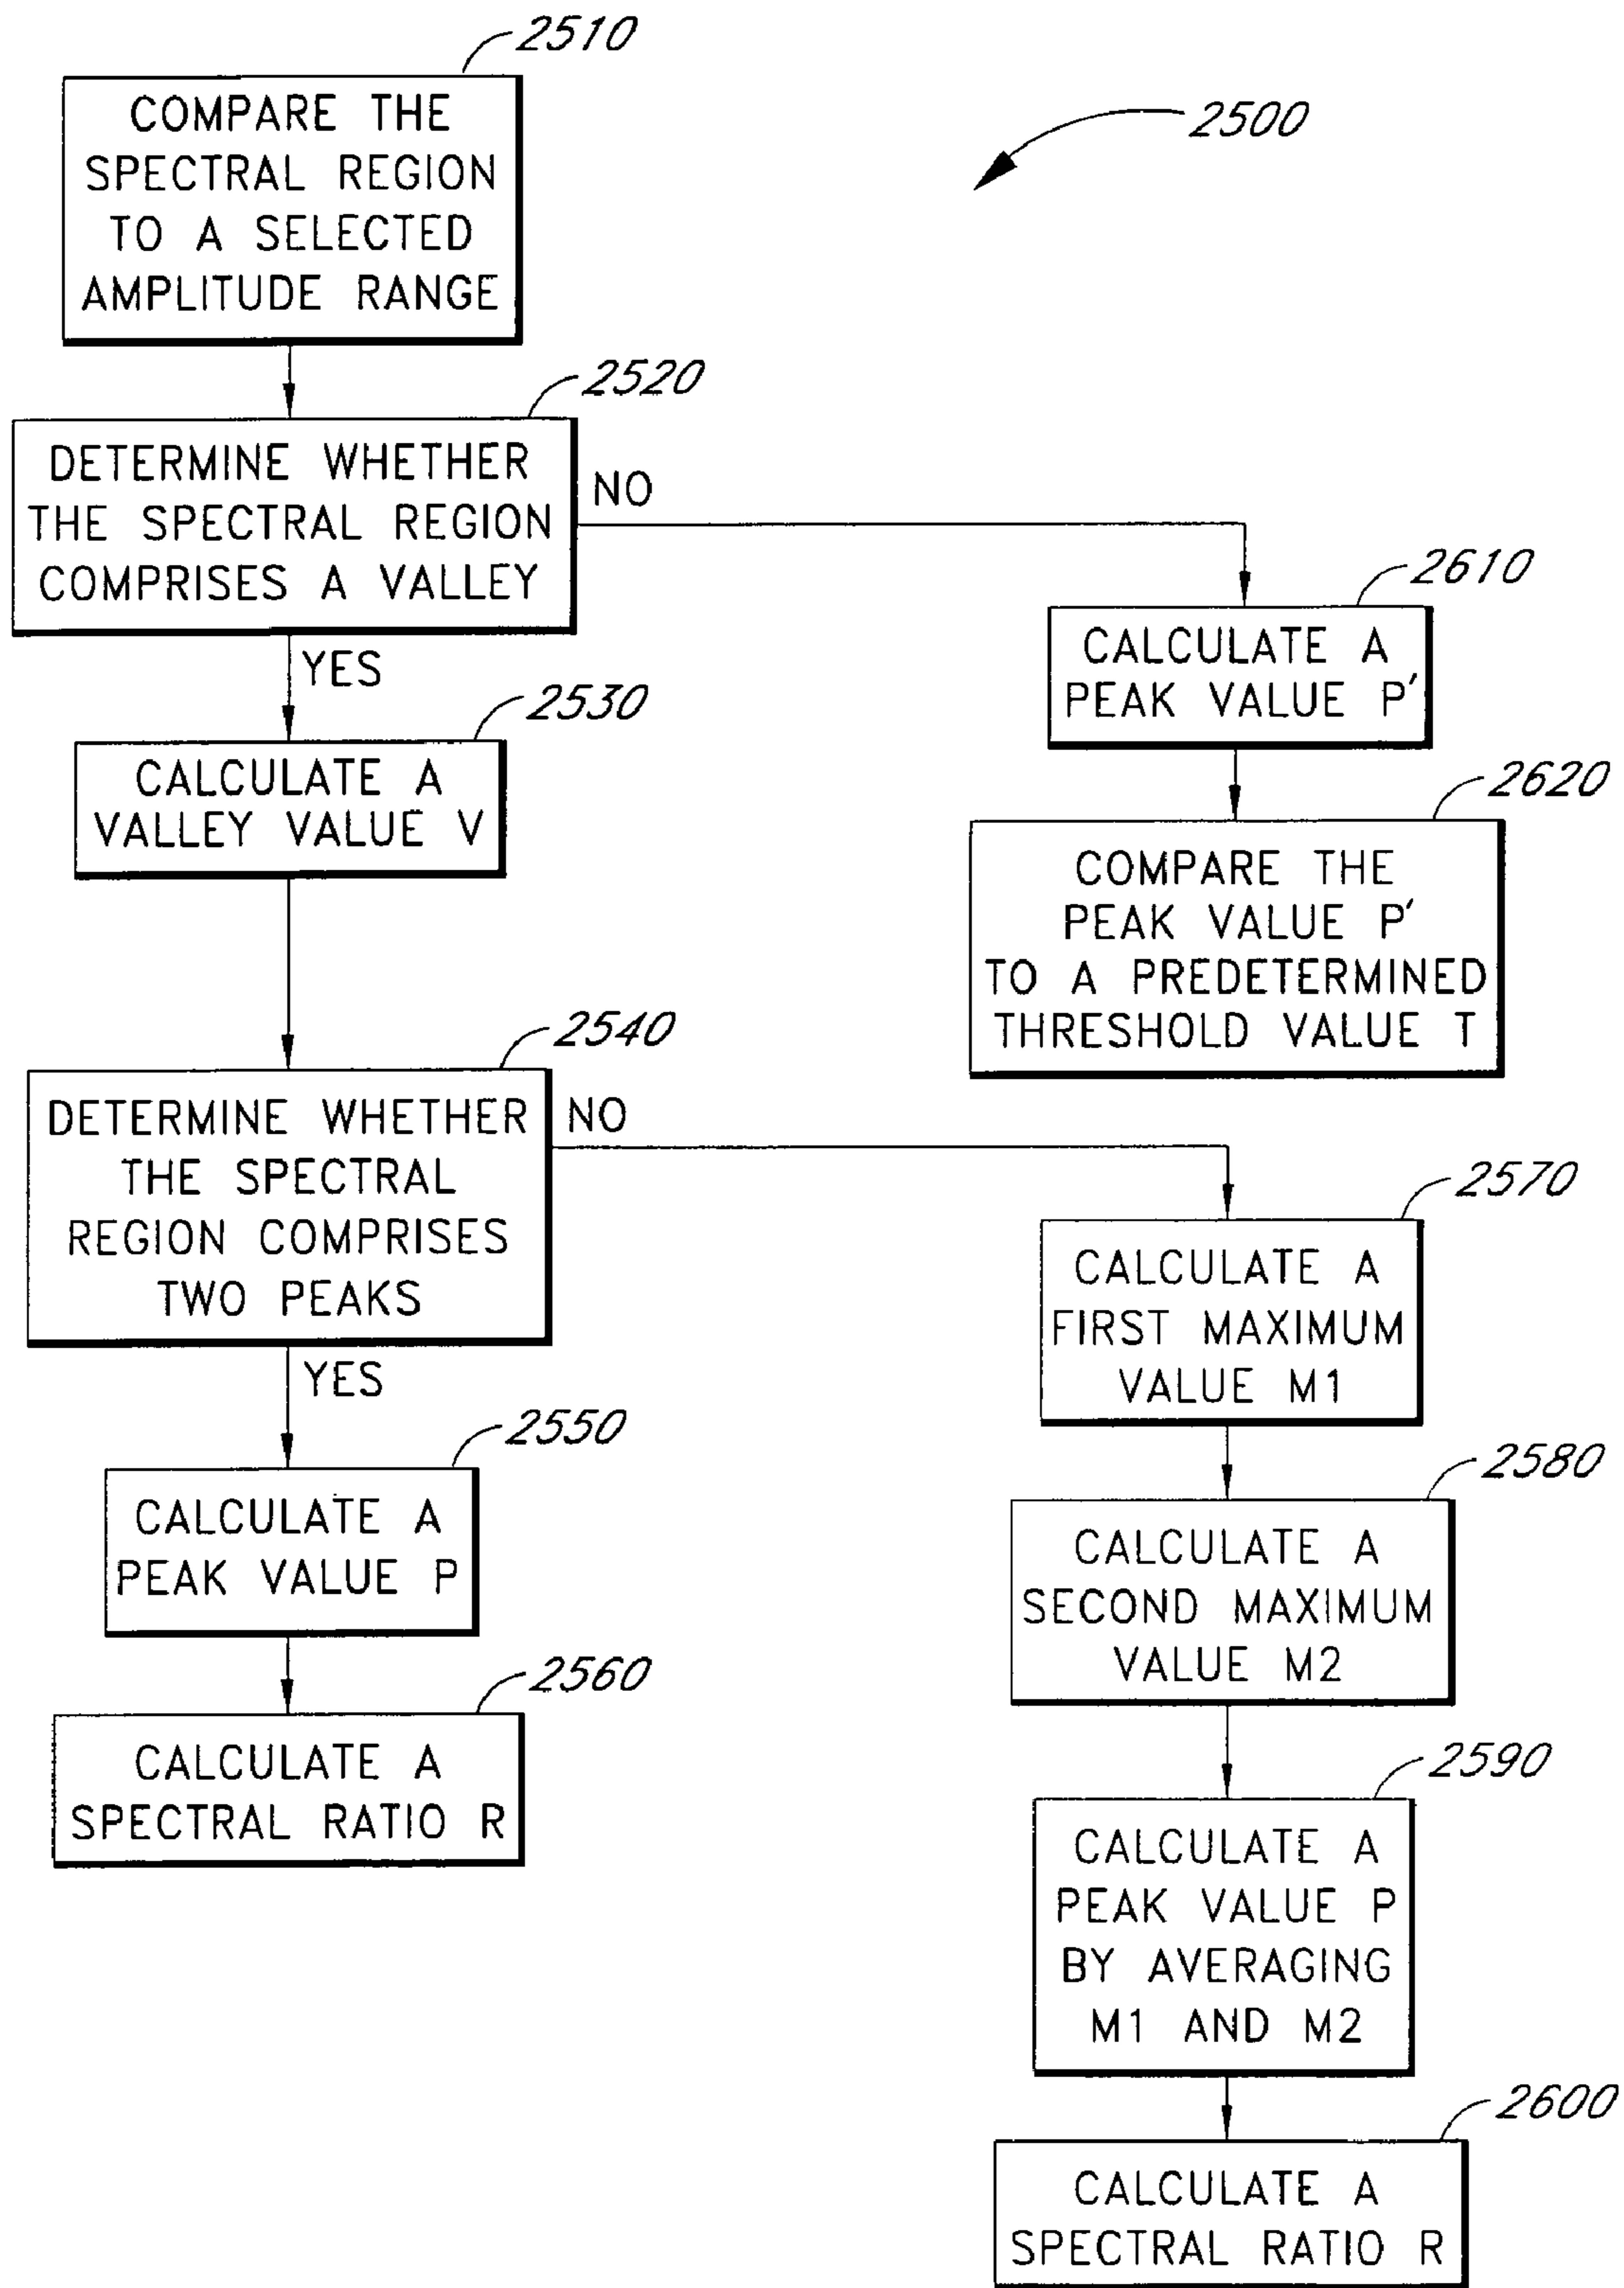 2510
COMPARE THE
SPECTRAL REGION
TO A SELECTED
AMPLITUDE RANGE
2500
2520
DETERMINE WHETHER
THE SPECTRAL REGION
COMPRISES A VALLEY
NO
YES
2610
CALCULATE A
PEAK VALUE P'
2530
CALCULATE A
VALLEY VALUE V
2620
COMPARE THE
PEAK VALUE P'
TO A PREDETERMINED
THRESHOLD VALUE T
2540
DETERMINE WHETHER
THE SPECTRAL
REGION COMPRISES
TWO PEAKS
NO
YES
2570
CALCULATE A
FIRST MAXIMUM
VALUE M1
2550
CALCULATE A
PEAK VALUE P
2580
CALCULATE A
SECOND MAXIMUM
VALUE M2
2560
CALCULATE A
SPECTRAL RATIO R
2590
CALCULATE A
PEAK VALUE P
BY AVERAGING
M1 AND M2
2600
CALCULATE A
SPECTRAL RATIO R